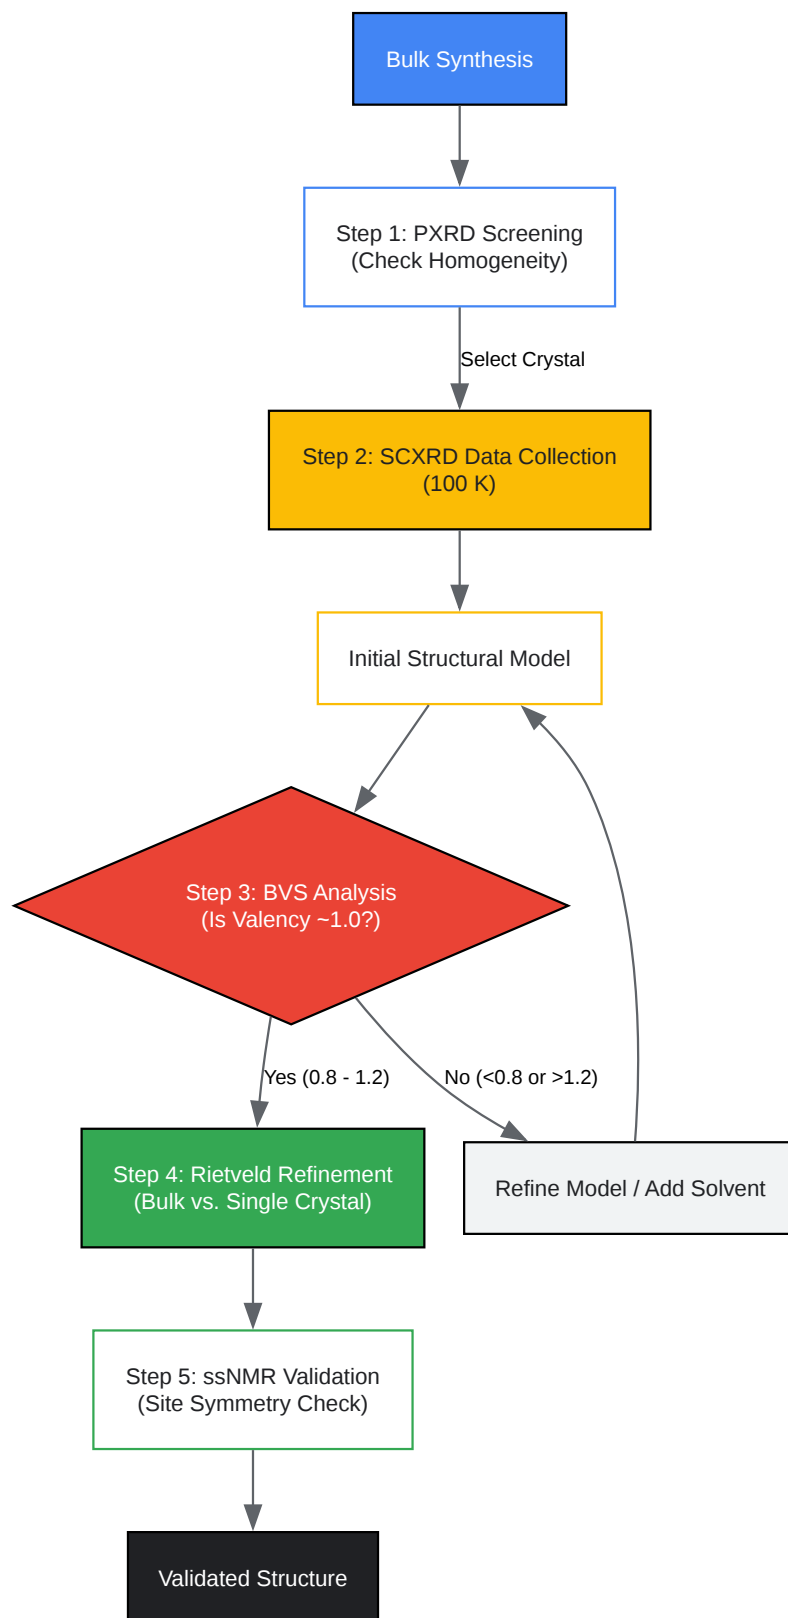 Bulk Synthesis
Step 1: PXRD Screening
(Check Homogeneity)
Select Crystal
Step 2: SCXRD Data Collection
(100 K)
Initial Structural Model
Step 3: BVS Analysis
(Is Valency ~1.0?)
Yes (0.8 - 1.2)
No (<0.8 or >1.2)
Step 4: Rietveld Refinement
(Bulk vs. Single Crystal)
Refine Model / Add Solvent
Step 5: ssNMR Validation
(Site Symmetry Check)
Validated Structure